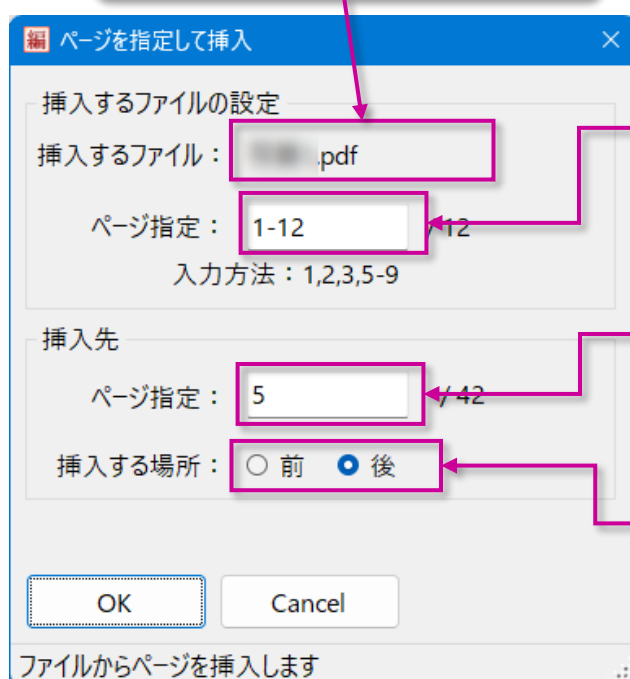 編 ページを指定して挿入
挿入するファイルの設定
挿入するファイル： .pdf
ページ指定： 1-12 / 12
入力方法：1,2,3,5-9
挿入先
ページ指定： 5 / 42
挿入する場所： 前 後
OK Cancel
ファイルからページを挿入します